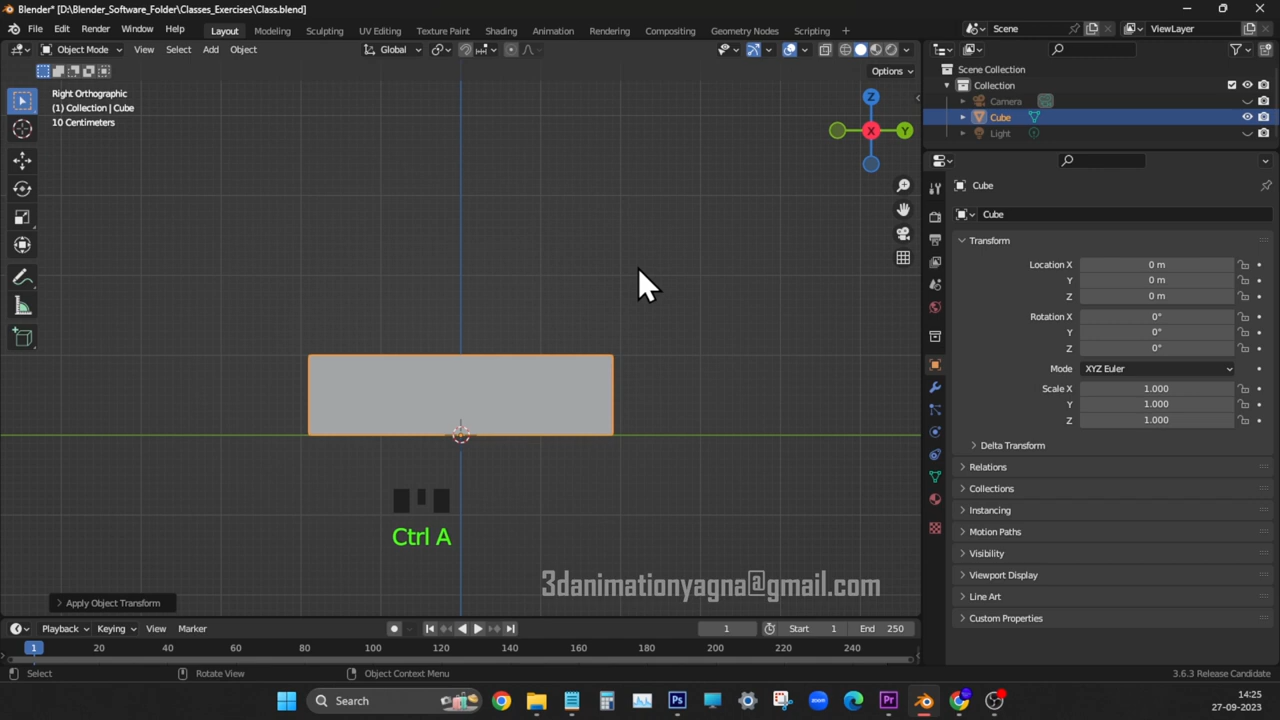 Blender* [D:\Blender_Software_Folder\Classes_Exercises\Class.blend]
File Edit Render Window Help Layout Modeling Sculpting UV Editing Texture Paint Shading Animation Rendering Compositing Geometry Nodes Scripting + Scene ViewLayer
Object Mode View Select Add Object Global
Options
Right Orthographic
(1) Collection | Cube
10 Centimeters
Z
X
Y
Scene Collection
Collection
Camera
Cube
Light
Cube
Cube
Transform
Location X 0 m
Y 0 m
Z 0 m
Rotation X 0°
Y 0°
Z 0°
Mode XYZ Euler
Scale X 1.000
Y 1.000
Z 1.000
Delta Transform
Relations
Collections
Instancing
Motion Paths
Visibility
Viewport Display
Line Art
Custom Properties
Ctrl A
3danimationyagna@gmail.com
Apply Object Transform
Playback Keying View Marker 1 Start 1 End 250
1 20 40 60 80 100 120 140 160 180 200 220 240
Select Rotate View Object Context Menu 3.6.3 Release Candidate
Search
zoom
Ps
Pr
14:25
27-09-2023